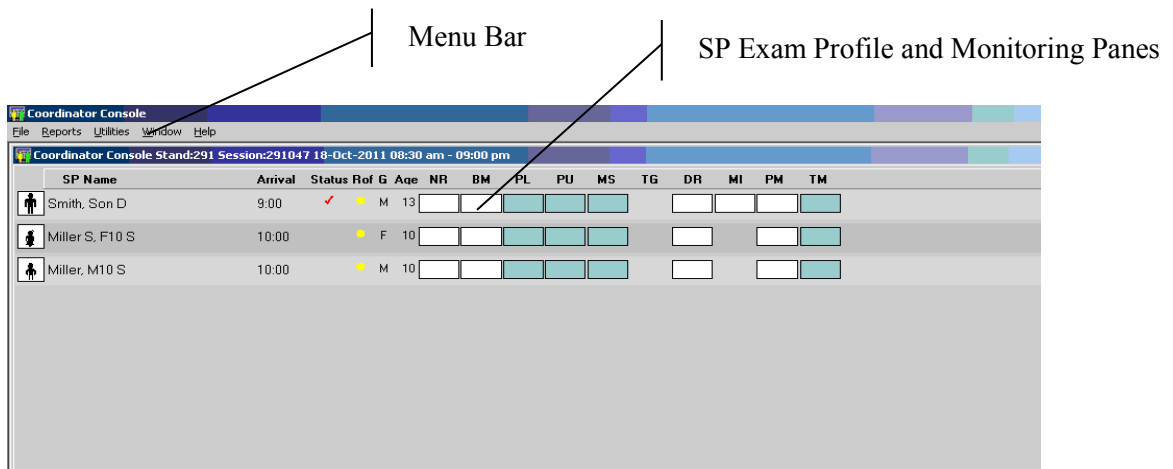 Menu Bar
SP Exam Profile and Monitoring Panes
Coordinator Console
File Reports Utilities Window Help
Coordinator Console Stand:291 Session:291047 18-Oct-2011 08:30 am - 09:00 pm
SP Name Arrival Status Rof G Age NR BM PL PU MS TG DR MI PM TM
Smith, Son D 9:00 M 13
Miller S, F10 S 10:00 F 10
Miller, M10 S 10:00 M 10